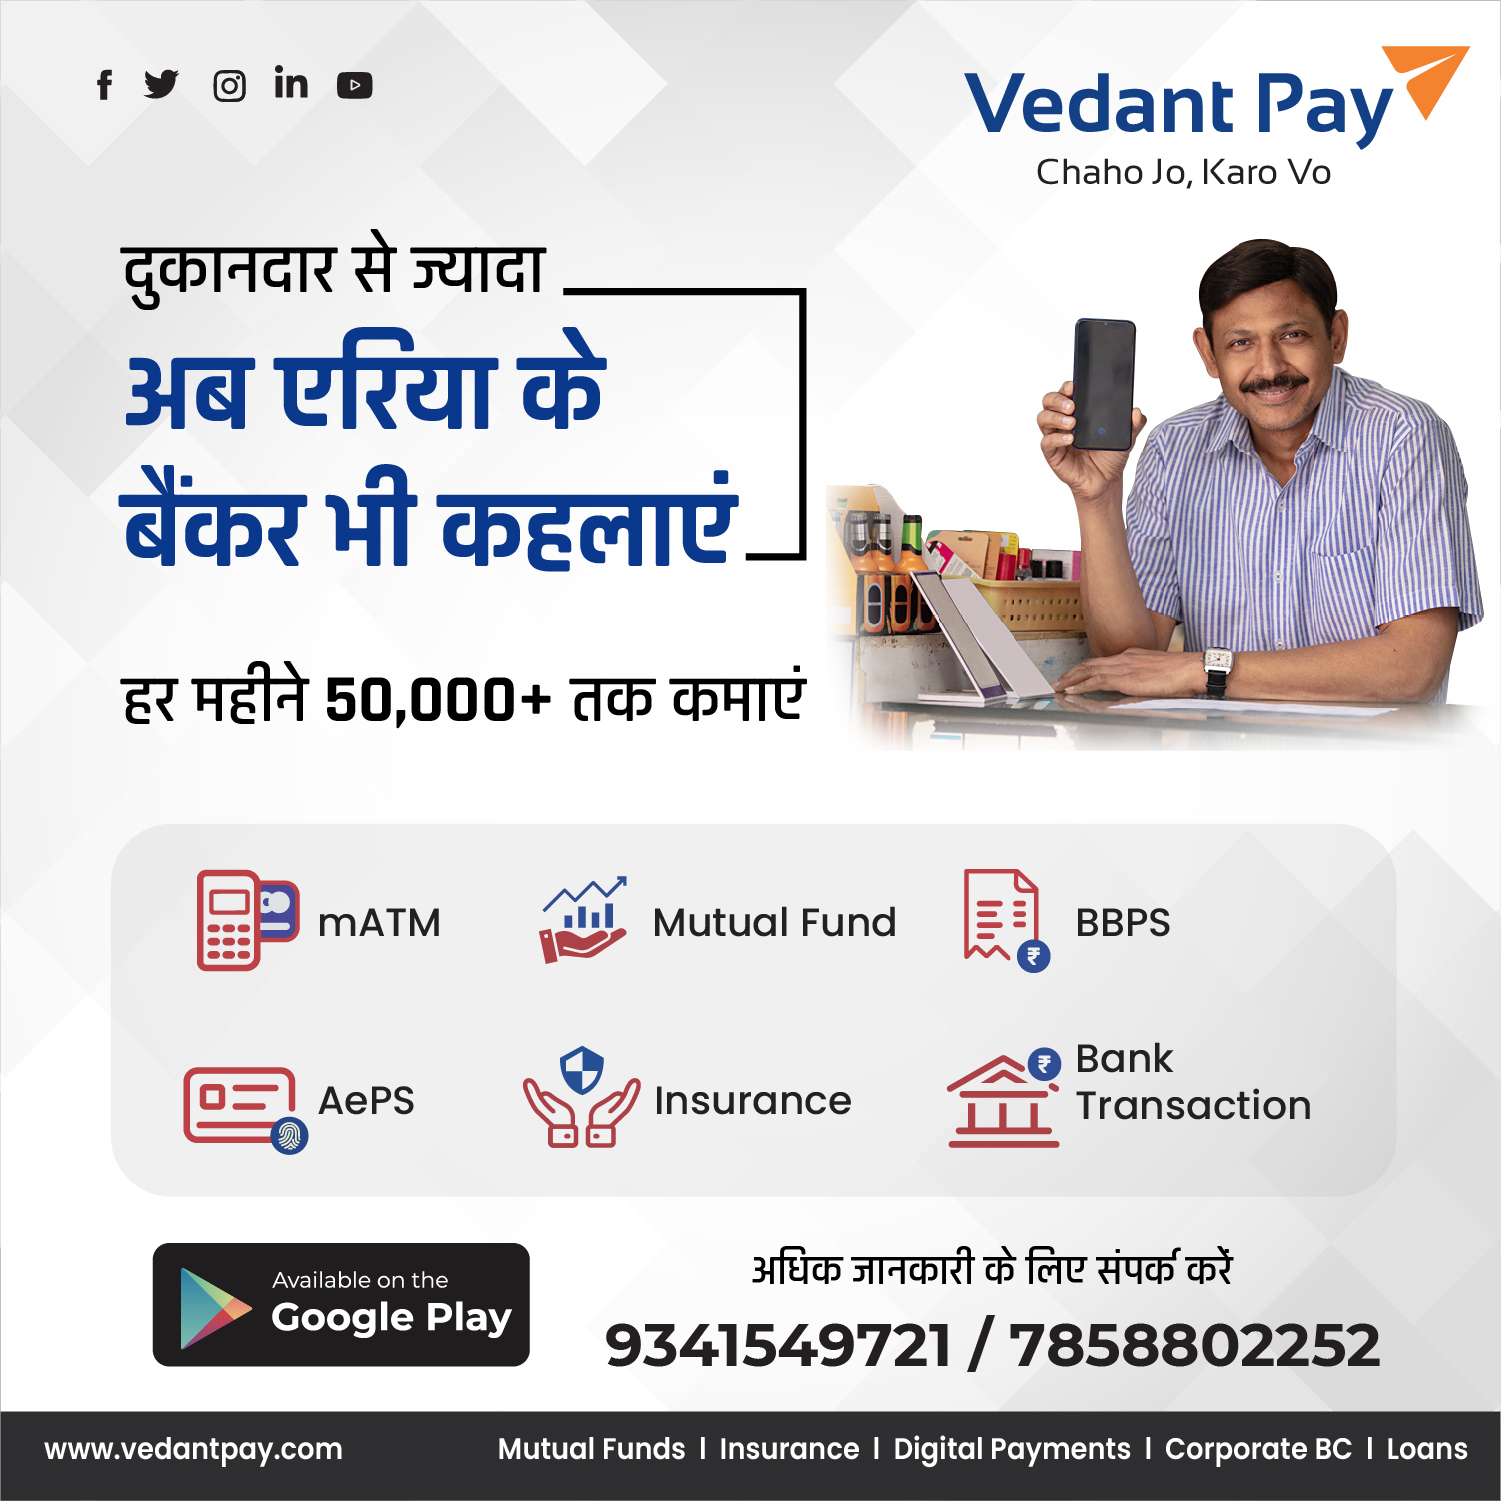 Vedant Pay
Chaho Jo, Karo Vo
दुकानदार से ज्यादा
अब एरिया के
बैंकर भी कहलाएं
हर महीने 50,000+ तक कमाएं
mATM
Mutual Fund
BBPS
AePS
Insurance
Bank
Transaction
Available on the
Google Play
अधिक जानकारी के लिए संपर्क करें
9341549721 / 7858802252
www.vedantpay.com
Mutual Funds | Insurance | Digital Payments | Corporate BC | Loans